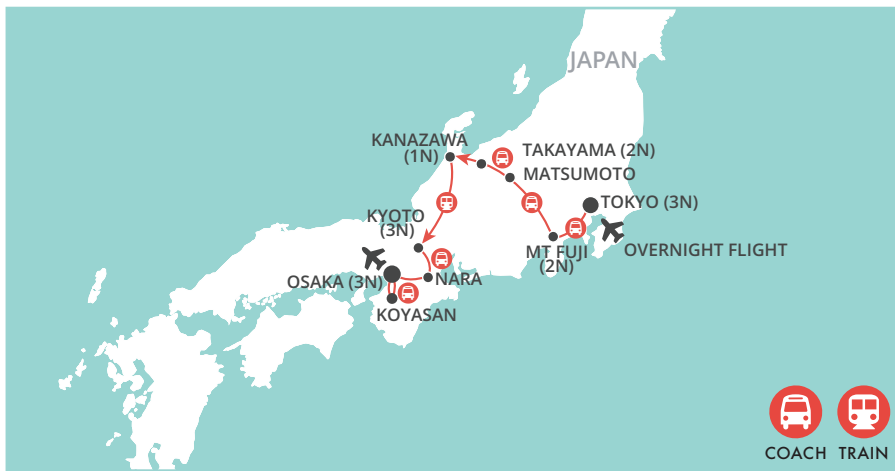 JAPAN
KANAZAWA
(1N)
TAKAYAMA (2N)
MATSUMOTO
TOKYO (3N)
KYOTO
(3N)
MT FUJI
(2N)
OVERNIGHT FLIGHT
OSAKA (3N)
NARA
KOYASAN
COACH TRAIN